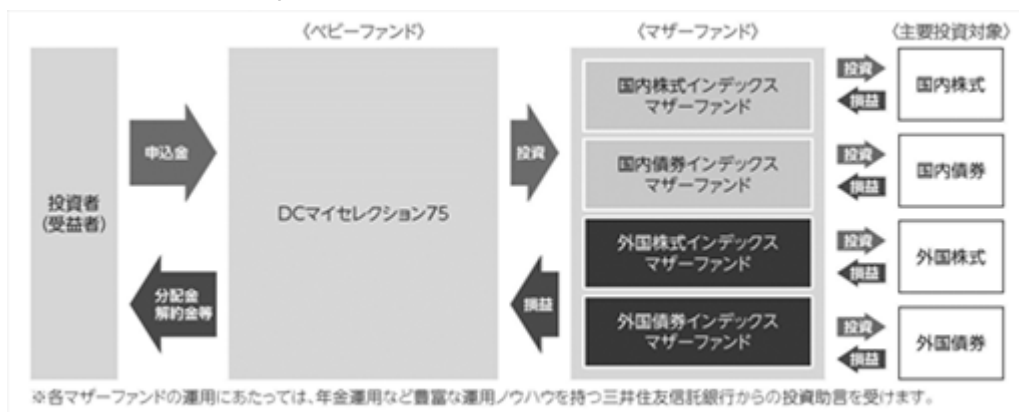 〈ベビーファンド〉
〈マザーファンド〉
〈主要投資対象〉
投資者
(受益者)
申込金
分配金
解約金等
DCマイセレクション75
投資
損益
国内株式インデックス
マザーファンド
投資
損益
国内株式
国内債券インデックス
マザーファンド
投資
損益
国内債券
外国株式インデックス
マザーファンド
投資
損益
外国株式
外国債券インデックス
マザーファンド
投資
損益
外国債券
※各マザーファンドの運用にあたっては、年金運用など豊富な運用ノウハウを持つ三井住友信託銀行からの投資助言を受けます。